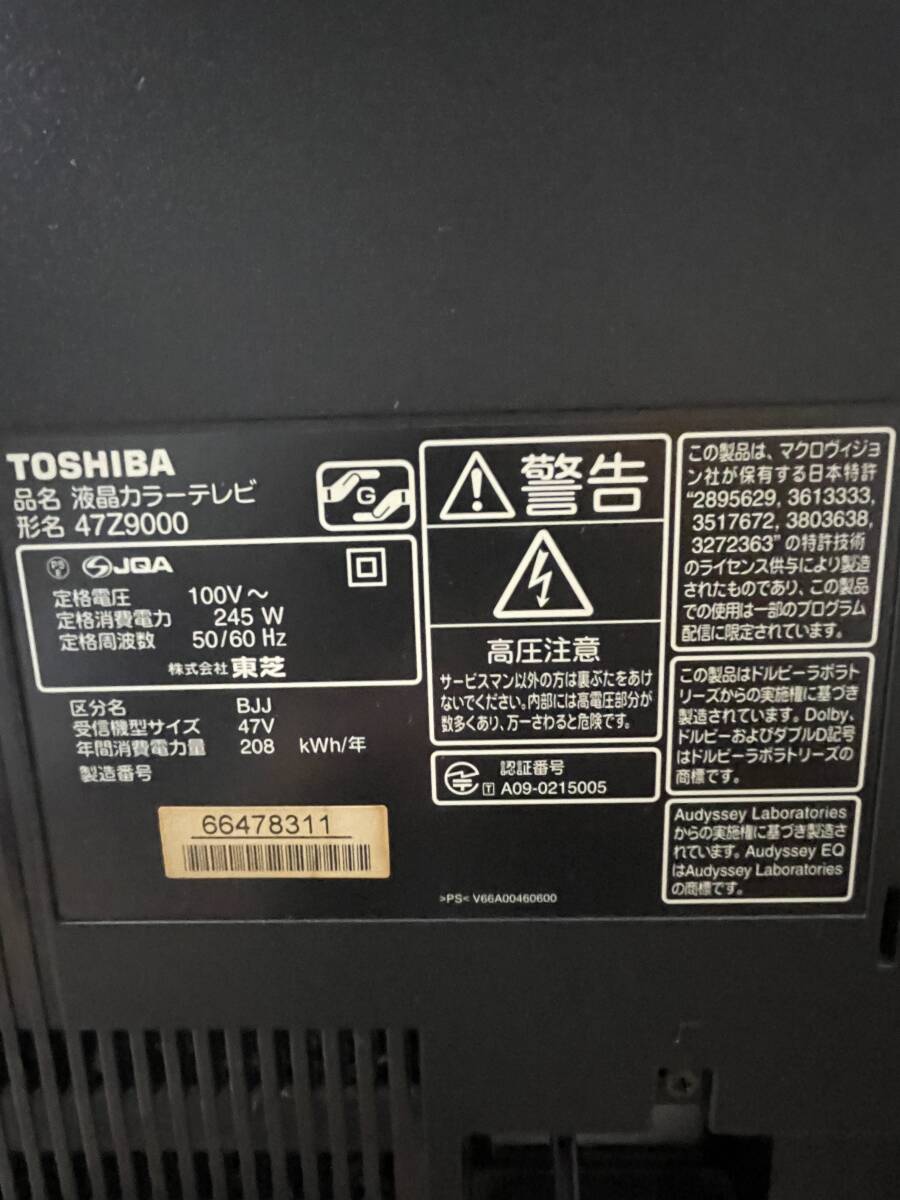 TOSHIBA
品名 液晶カラーテレビ
形名 47Z9000
G
PS
E
JQA
定格電圧 100V～
定格消費電力 245 W
定格周波数 50/60 Hz
株式会社 東芝
区分名 BJJ
受信機型サイズ 47V
年間消費電力量 208 kWh/年
製造番号
66478311
警告
高圧注意
サービスマン以外の方は裏ぶたをあけ
ないでください。内部には高電圧部分が
数多くあり、万一さわると危険です。
認証番号
T A09-0215005
>PS< V66A00460600
この製品は、マクロヴィジョ
ン社が保有する日本特許
“2895629, 3613333,
3517672, 3803638,
3272363”の特許技術
のライセンス供与により製造
されたものであり、この製品
での使用は一部のプログラム
配信に限定されています。
この製品はドルビーラボラト
リーズからの実施権に基づき
製造されています。Dolby、
ドルビーおよびダブルD記号
はドルビーラボラトリーズの
商標です。
Audyssey Laboratories
からの実施権に基づき製造さ
れています。Audyssey EQ
はAudyssey Laboratories
の商標です。